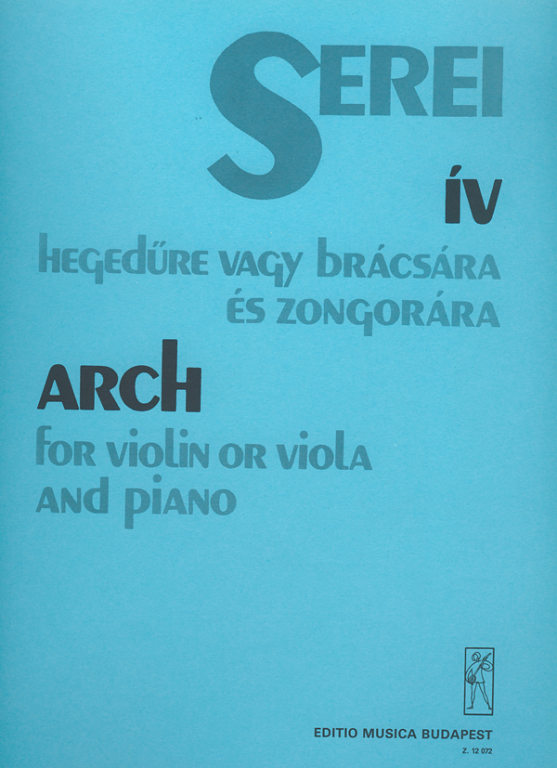 SEREI
ív
hegedűre vagy brácsára
és zongorára
arch
for violin or viola
and piano
EDITIO MUSICA BUDAPEST
Z. 12 072